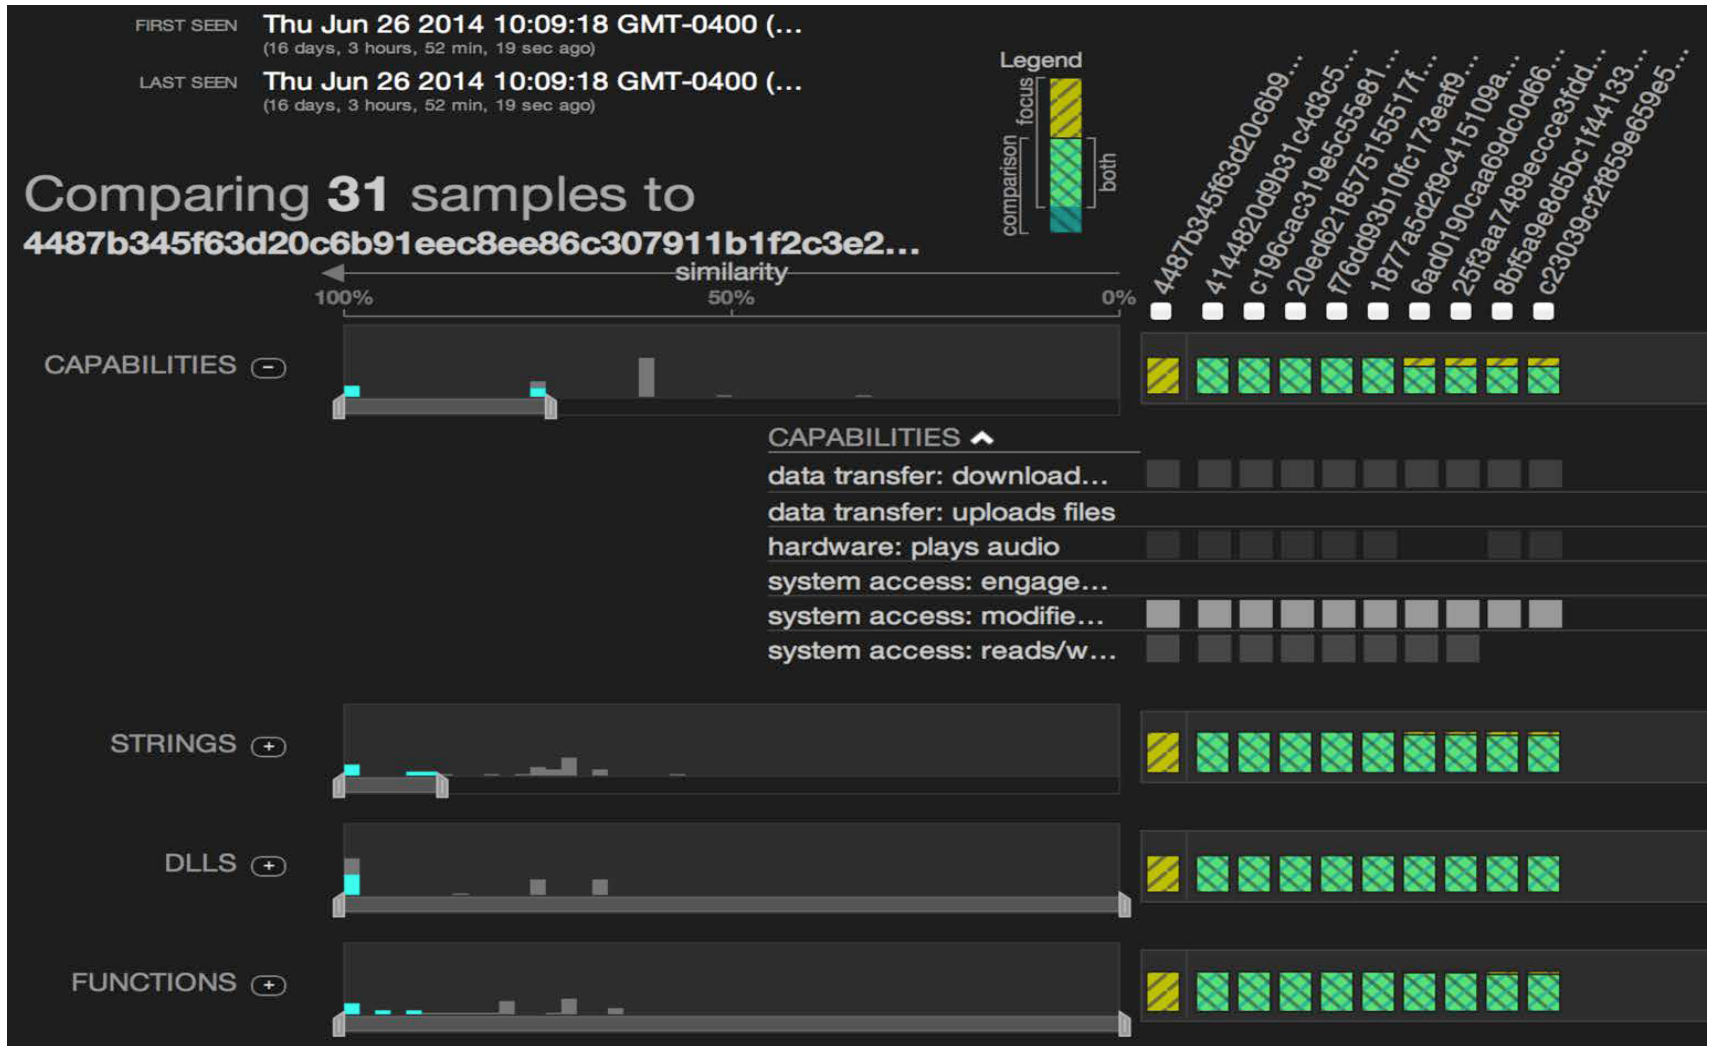 FIRST SEEN Thu Jun 26 2014 10:09:18 GMT-0400 (...
(16 days, 3 hours, 52 min, 19 sec ago)
LAST SEEN Thu Jun 26 2014 10:09:18 GMT-0400 (...
(16 days, 3 hours, 52 min, 19 sec ago)
Legend
focus
comparison
both
Comparing 31 samples to
4487b345f63d20c6b91eec8ee86c307911b1f2c3e2...
similarity
100% 50% 0%
4487b345f63d20c6b9...
4144820d9b31c4d3c5...
c196cac319e5c55e81...
20ed6218575155517f...
f76dd93b10fc173eaf9...
1877a5d2f9c415109a...
6ad0190caa69dc0d66...
25f3aa7489eccce3fdd...
8bf5a9e8d5bc1f44133...
c23039cf2f859e659e5...
CAPABILITIES
CAPABILITIES
data transfer: download...
data transfer: uploads files
hardware: plays audio
system access: engage...
system access: modifie...
system access: reads/w...
STRINGS
DLLS
FUNCTIONS